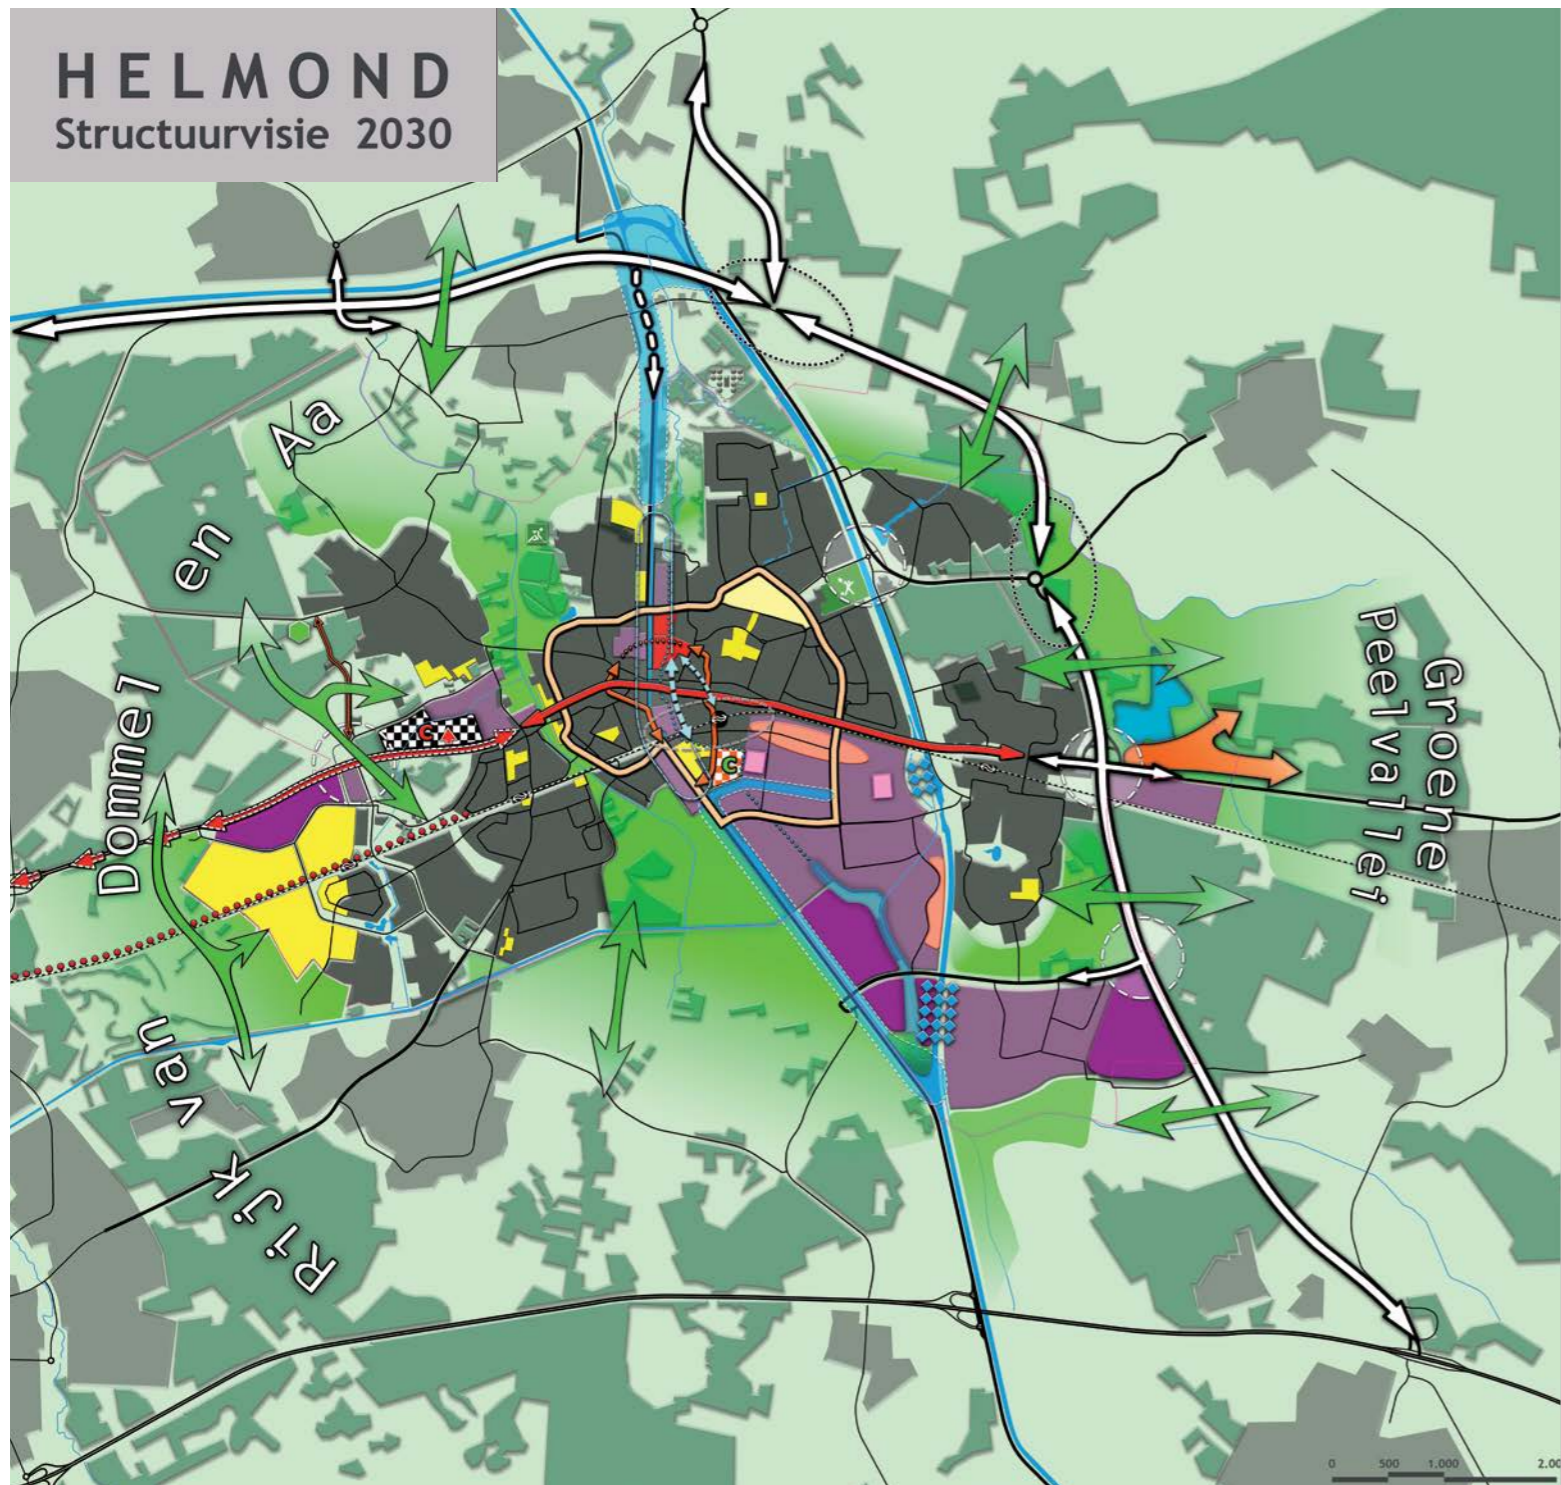 HELMOND
Structuurvisie 2030
Rijk van Dommel en Aa
Groene
peelvallei
C
C
0 500 1.000 2.00